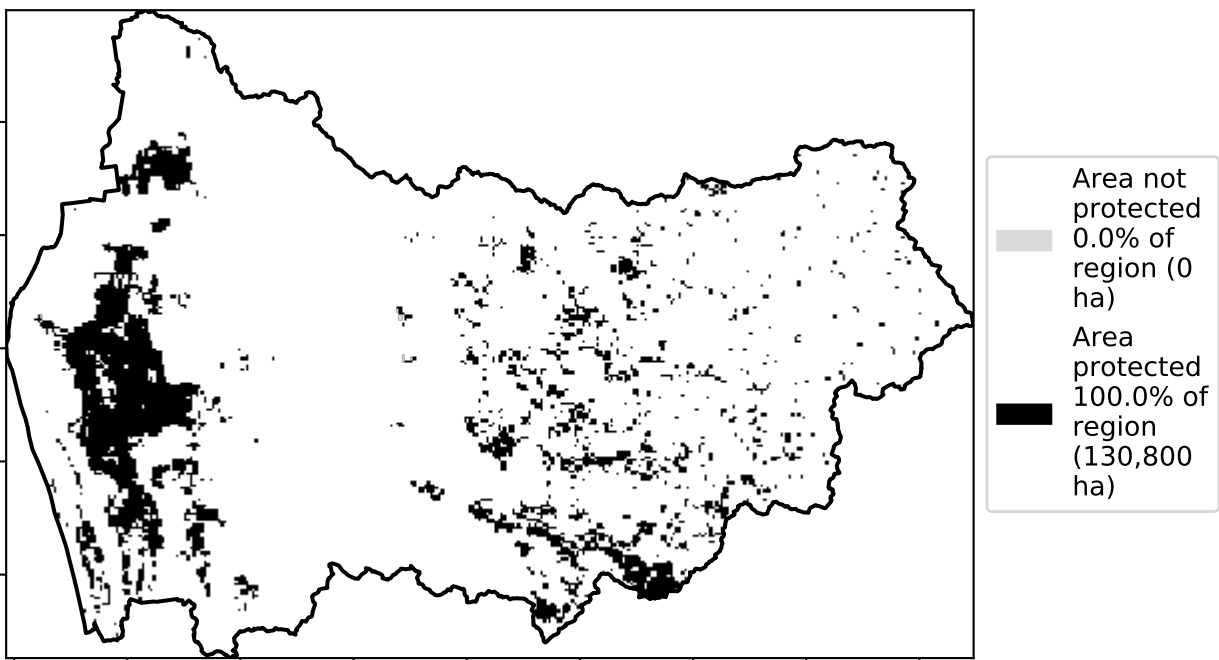 Area not
protected
0.0% of
region (0
ha)
Area
protected
100.0% of
region
(130,800
ha)